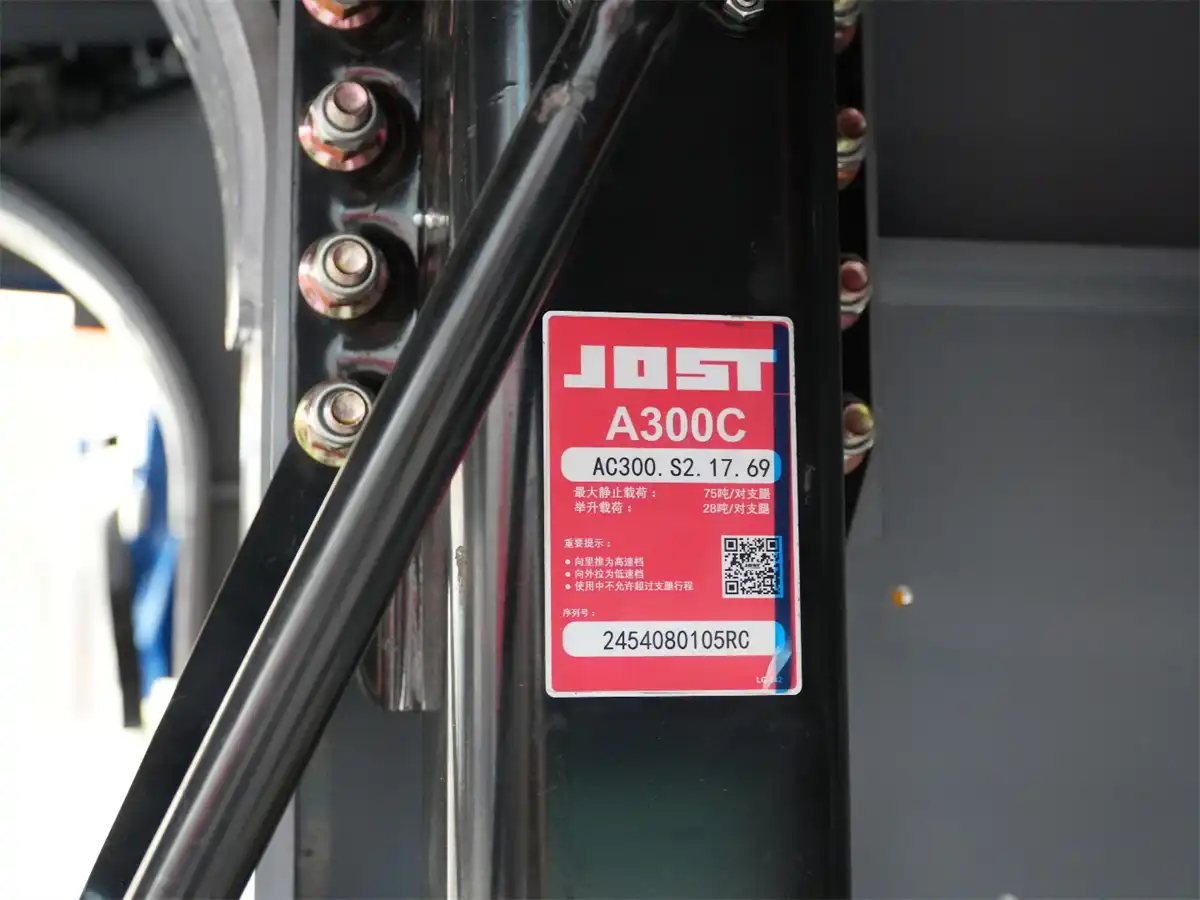 JOST
A300C
AC300.S2.17.69
最大静止载荷： 75吨/对支腿
举升载荷： 28吨/对支腿
重要提示：
● 向里推为高速档
● 向外拉为低速档
● 使用中不允许超过支腿行程
序列号：
2454080105RC